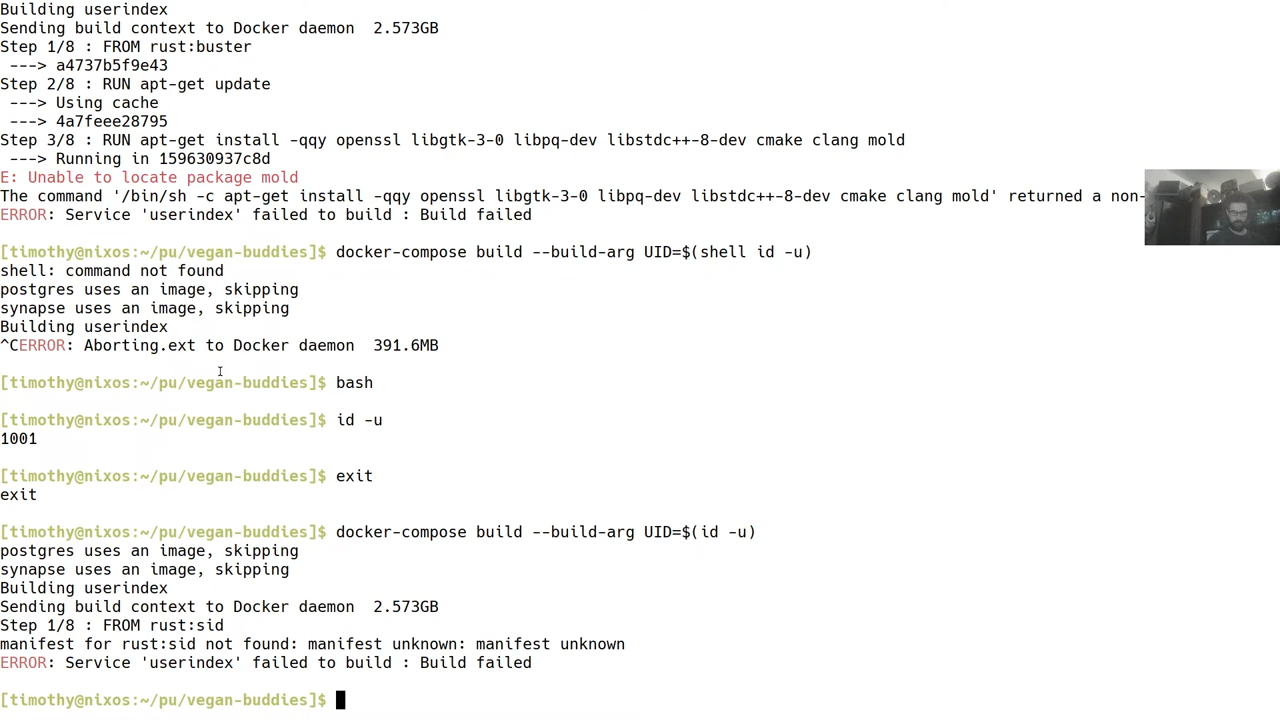 Building userindex
Sending build context to Docker daemon  2.573GB
Step 1/8 : FROM rust:buster
 ---> a4737b5f9e43
Step 2/8 : RUN apt-get update
 ---> Using cache
 ---> 4a7feee28795
Step 3/8 : RUN apt-get install -qqy openssl libgtk-3-0 libpq-dev libstdc++-8-dev cmake clang mold
 ---> Running in 159630937c8d
E: Unable to locate package mold
The command '/bin/sh -c apt-get install -qqy openssl libgtk-3-0 libpq-dev libstdc++-8-dev cmake clang mold' returned a non-
ERROR: Service 'userindex' failed to build : Build failed
[timothy@nixos:~/pu/vegan-buddies]$ docker-compose build --build-arg UID=$(shell id -u)
shell: command not found
postgres uses an image, skipping
synapse uses an image, skipping
Building userindex
^CERROR: Aborting.ext to Docker daemon  391.6MB
[timothy@nixos:~/pu/vegan-buddies]$ bash
[timothy@nixos:~/pu/vegan-buddies]$ id -u
1001
[timothy@nixos:~/pu/vegan-buddies]$ exit
exit
[timothy@nixos:~/pu/vegan-buddies]$ docker-compose build --build-arg UID=$(id -u)
postgres uses an image, skipping
synapse uses an image, skipping
Building userindex
Sending build context to Docker daemon  2.573GB
Step 1/8 : FROM rust:sid
manifest for rust:sid not found: manifest unknown: manifest unknown
ERROR: Service 'userindex' failed to build : Build failed
[timothy@nixos:~/pu/vegan-buddies]$